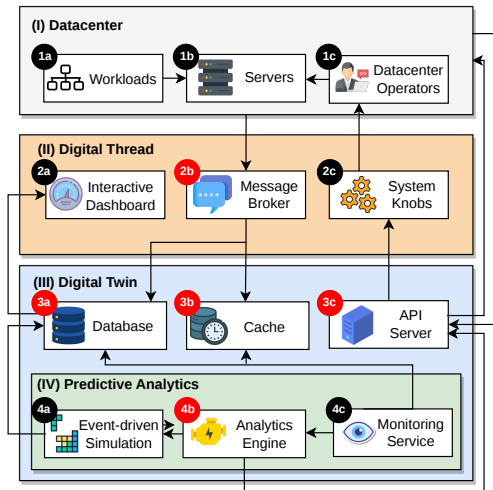 (I) Datacenter
1a
Workloads
1b
Servers
1c
Datacenter
Operators
(II) Digital Thread
2a
Interactive
Dashboard
2b
Message
Broker
2c
System
Knobs
(III) Digital Twin
3a
Database
3b
Cache
3c
API
Server
(IV) Predictive Analytics
4a
Event-driven
Simulation
4b
Analytics
Engine
4c
Monitoring
Service